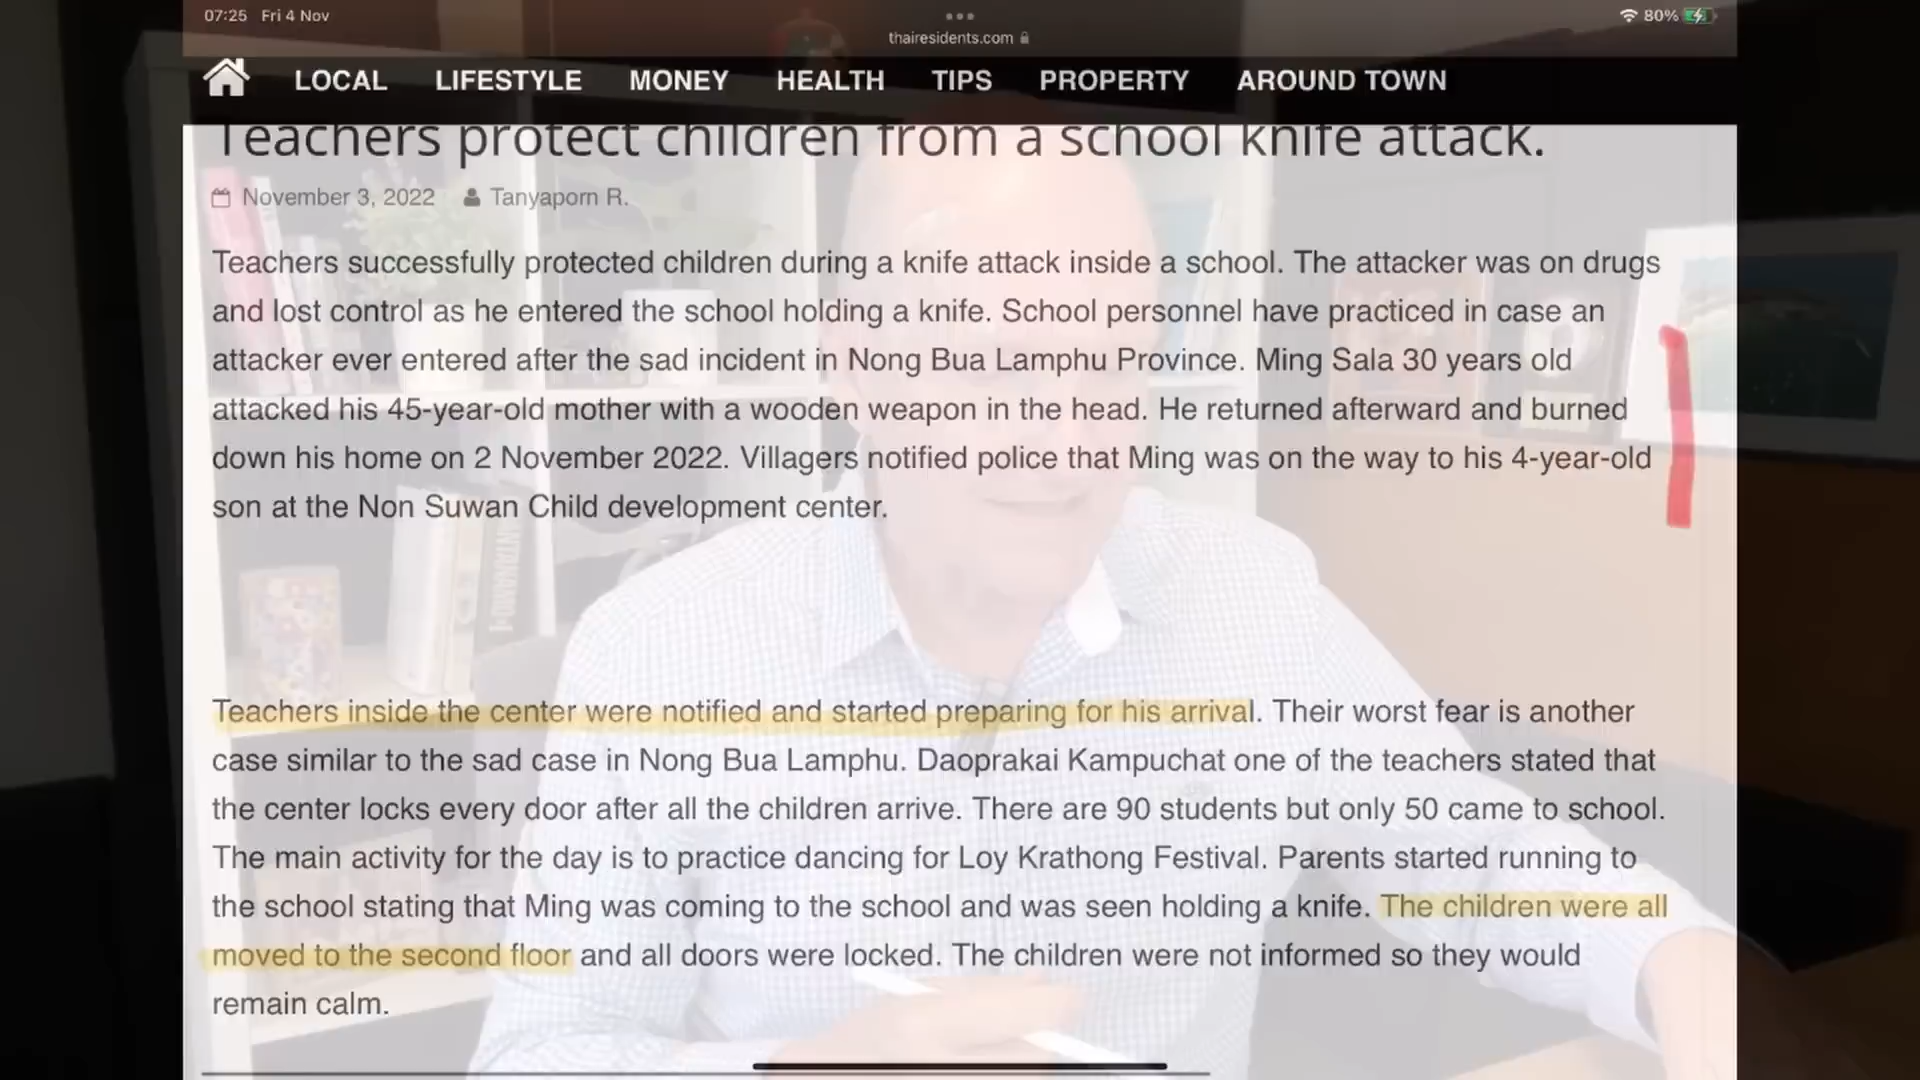 07:25 Fri 4 Nov
80%
thairesidents.com
LOCAL LIFESTYLE MONEY HEALTH TIPS PROPERTY AROUND TOWN
Teachers protect children from a school knife attack.
November 3, 2022 Tanyaporn R.
Teachers successfully protected children during a knife attack inside a school. The attacker was on drugs
and lost control as he entered the school holding a knife. School personnel have practiced in case an
attacker ever entered after the sad incident in Nong Bua Lamphu Province. Ming Sala 30 years old
attacked his 45-year-old mother with a wooden weapon in the head. He returned afterward and burned
down his home on 2 November 2022. Villagers notified police that Ming was on the way to his 4-year-old
son at the Non Suwan Child development center.
Teachers inside the center were notified and started preparing for his arrival. Their worst fear is another
case similar to the sad case in Nong Bua Lamphu. Daoprakai Kampuchat one of the teachers stated that
the center locks every door after all the children arrive. There are 90 students but only 50 came to school.
The main activity for the day is to practice dancing for Loy Krathong Festival. Parents started running to
the school stating that Ming was coming to the school and was seen holding a knife. The children were all
moved to the second floor and all doors were locked. The children were not informed so they would
remain calm.